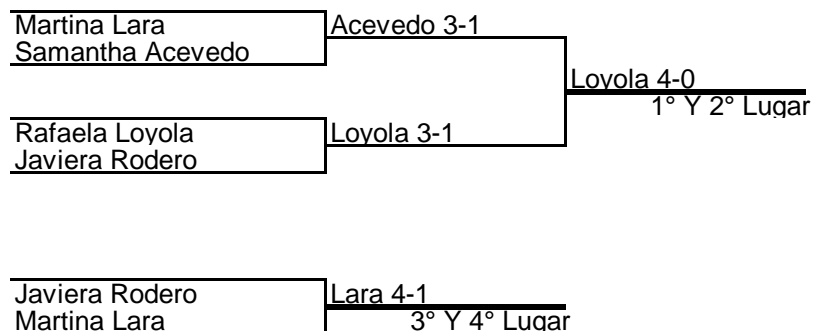 Martina Lara
Acevedo 3-1
Samantha Acevedo
Loyola 4-0
1° Y 2° Lugar
Rafaela Loyola
Loyola 3-1
Javiera Rodero
Javiera Rodero
Lara 4-1
Martina Lara
3° Y 4° Lugar